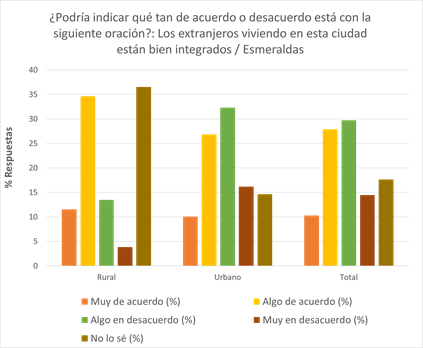 ¿Podría indicar qué tan de acuerdo o desacuerdo está con la
siguiente oración?: Los extranjeros viviendo en esta ciudad
están bien integrados / Esmeraldas
% Respuestas
40
35
30
25
20
15
10
5
0
Rural Urbano Total
Muy de acuerdo (%) Algo de acuerdo (%)
Algo en desacuerdo (%) Muy en desacuerdo (%)
No lo sé (%)